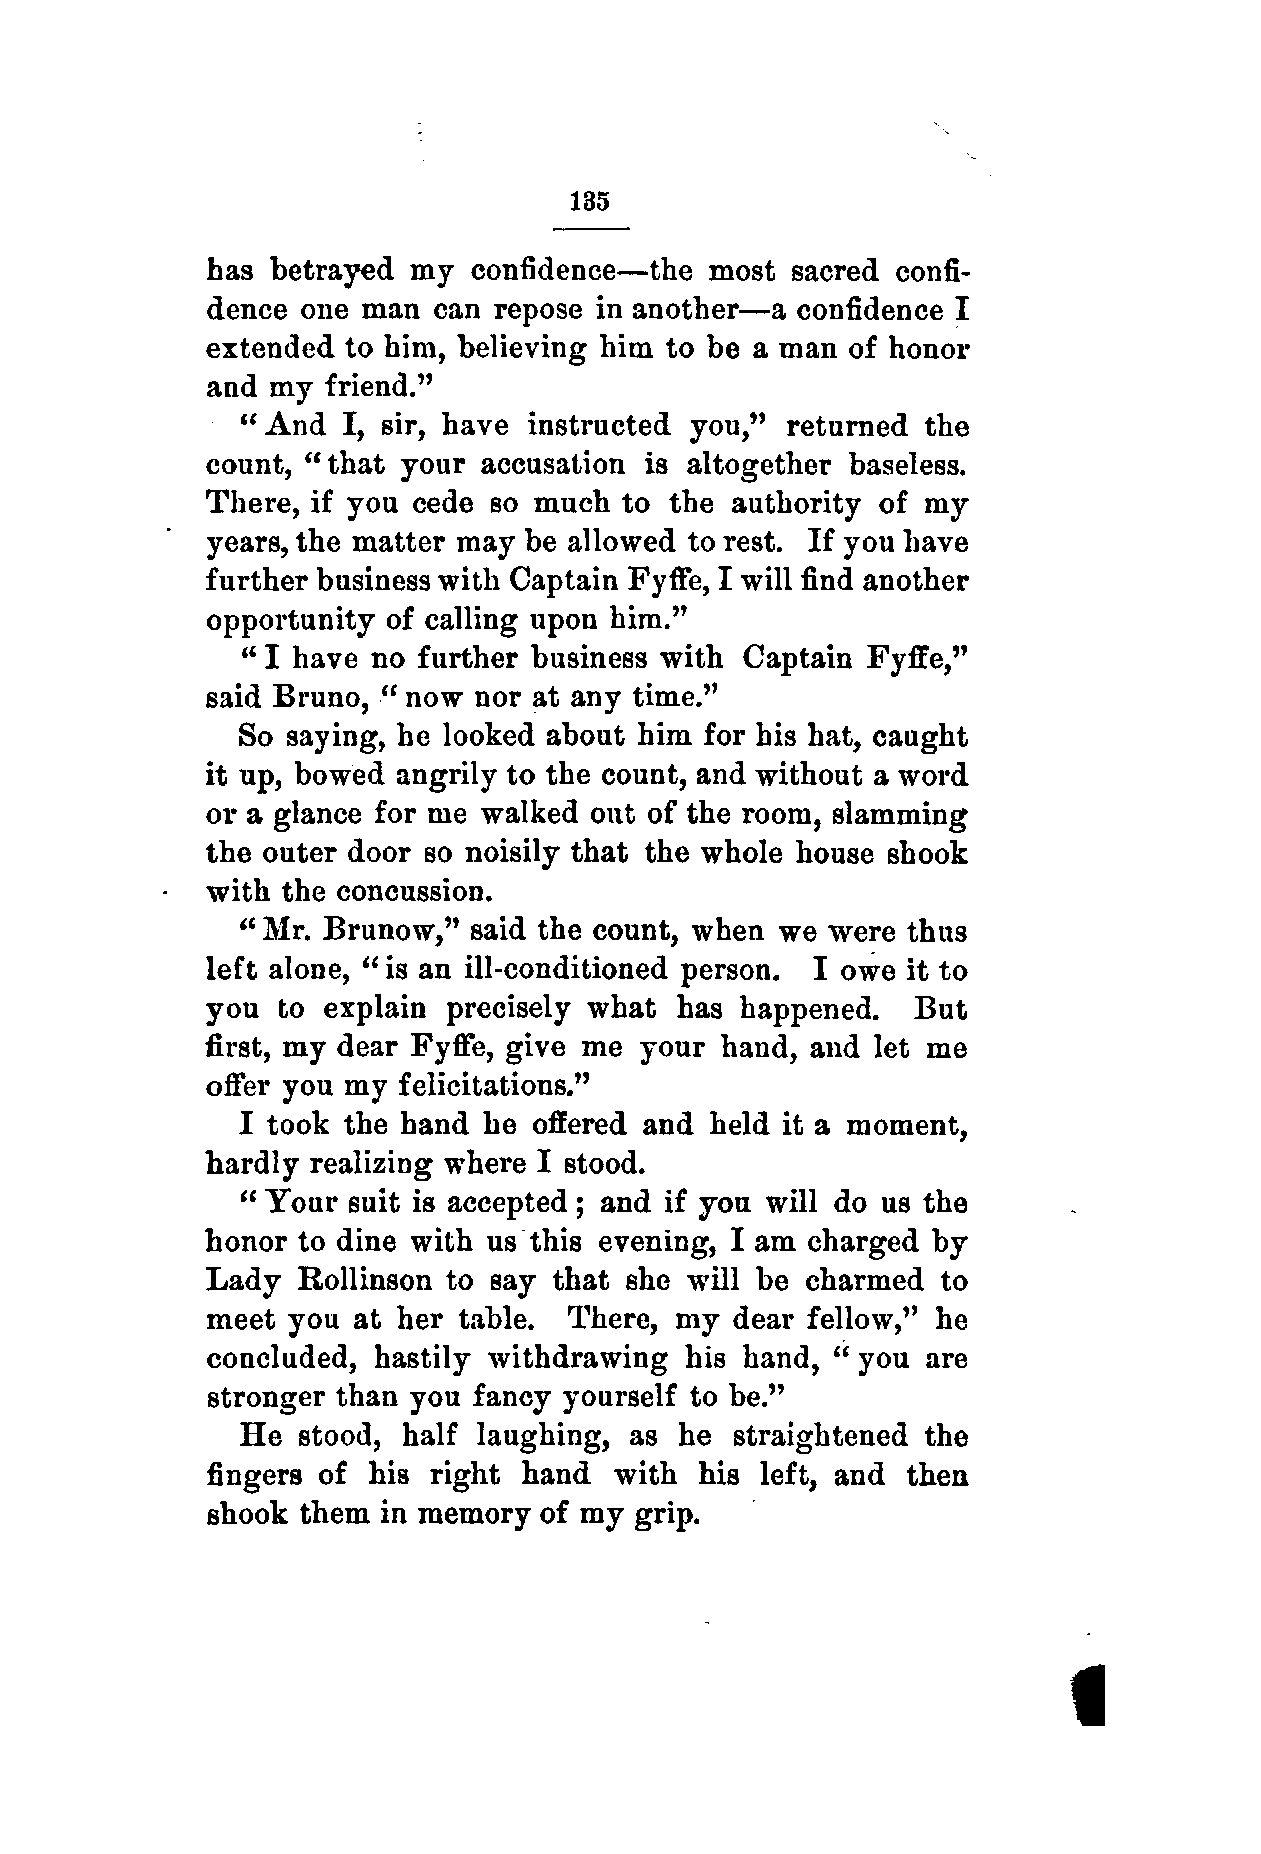 135
has betrayed my confidence—the most sacred confi-
dence one man can repose in another—a confidence I
extended to him, believing him to be a man of honor
and my friend."
"And I, sir, have instructed you," returned the
count, "that your accusation is altogether baseless.
There, if you cede so much to the authority of my
years, the matter may be allowed to rest. If you have
further business with Captain Fyffe, I will find another
opportunity of calling upon him."
"I have no further business with Captain Fyffe,"
said Bruno, "now nor at any time."
So saying, he looked about him for his hat, caught
it up, bowed angrily to the count, and without a word
or a glance for me walked out of the room, slamming
the outer door so noisily that the whole house shook
with the concussion.
"Mr. Brunow," said the count, when we were thus
left alone, "is an ill-conditioned person. I owe it to
you to explain precisely what has happened. But
first, my dear Fyffe, give me your hand, and let me
offer you my felicitations."
I took the hand he offered and held it a moment,
hardly realizing where I stood.
"Your suit is accepted; and if you will do us the
honor to dine with us this evening, I am charged by
Lady Rollinson to say that she will be charmed to
meet you at her table. There, my dear fellow," he
concluded, hastily withdrawing his hand, "you are
stronger than you fancy yourself to be."
He stood, half laughing, as he straightened the
fingers of his right hand with his left, and then
shook them in memory of my grip.